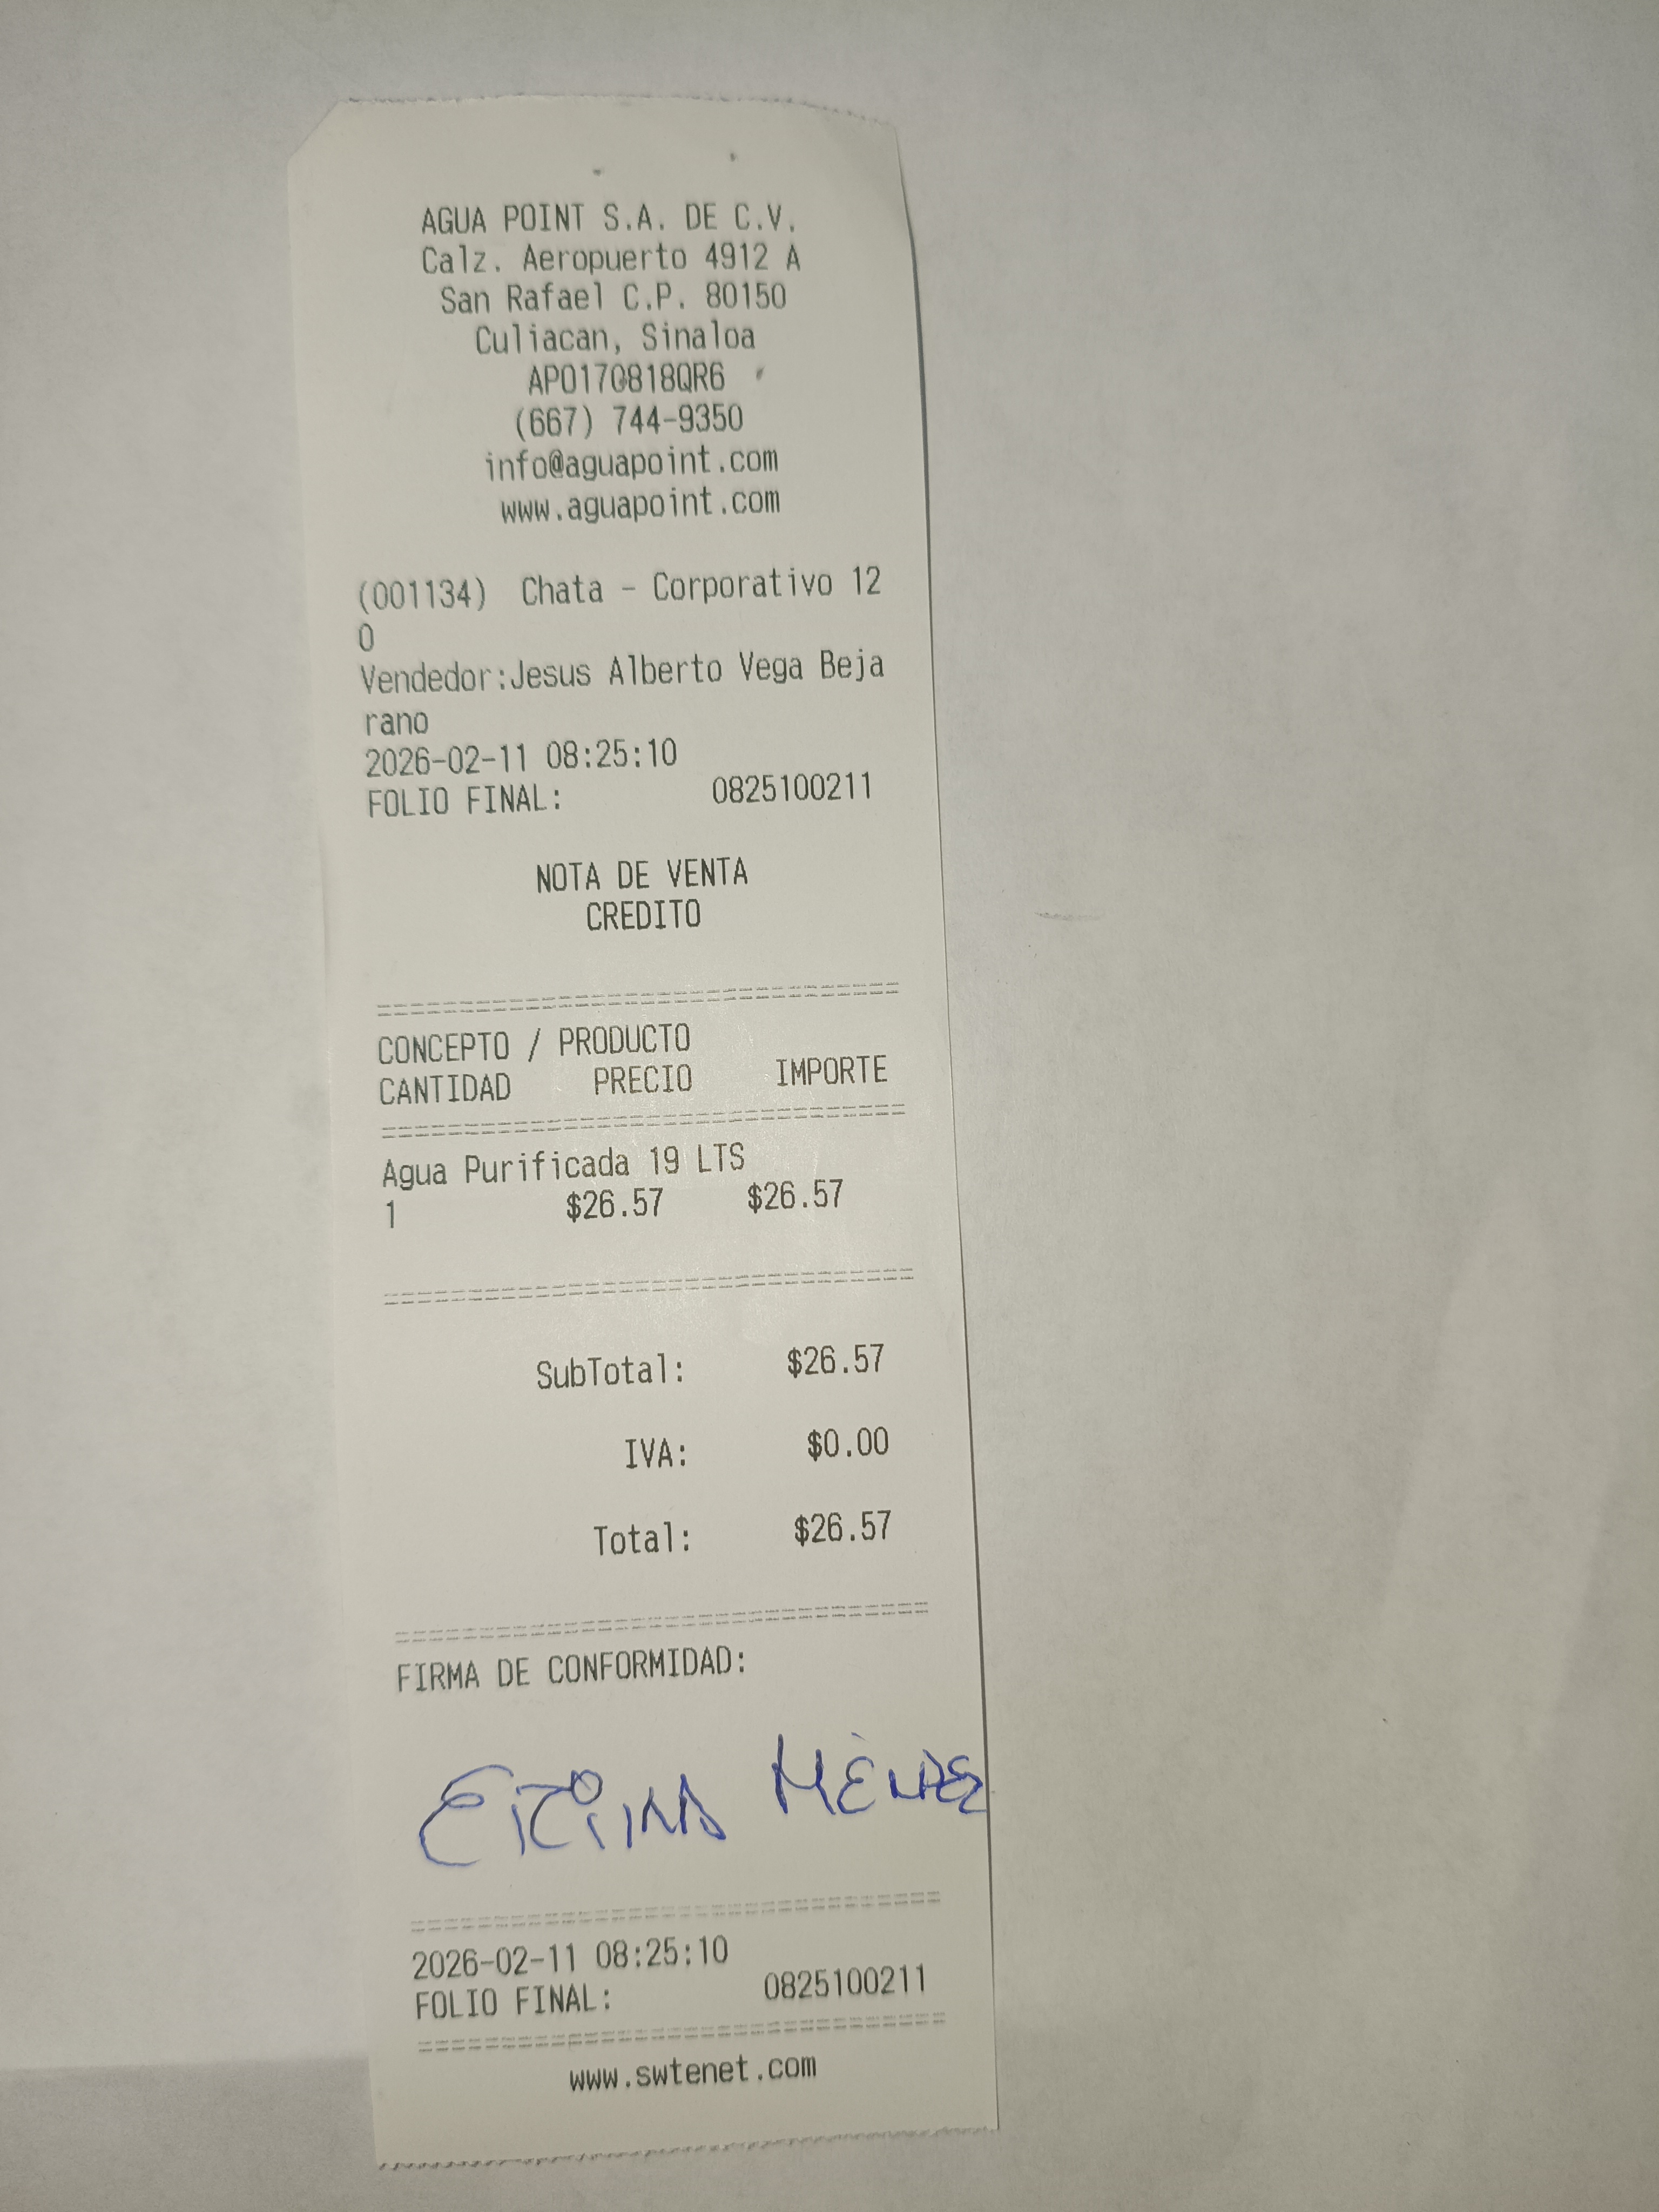 AGUA POINT S.A. DE C.V.
Calz. Aeropuerto 4912 A
San Rafael C.P. 80150
Culiacan, Sinaloa
APO170818QR6
(667) 744-9350
info@aguapoint.com
www.aguapoint.com
(001134) Chata - Corporativo 12
0
Vendedor:Jesus Alberto Vega Beja
rano
2026-02-11 08:25:10
FOLIO FINAL: 0825100211
NOTA DE VENTA
CREDITO
CONCEPTO / PRODUCTO
CANTIDAD PRECIO IMPORTE
Agua Purificada 19 LTS
1 $26.57 $26.57
SubTotal: $26.57
IVA: $0.00
Total: $26.57
FIRMA DE CONFORMIDAD:
2026-02-11 08:25:10
FOLIO FINAL: 0825100211
www.swtenet.com